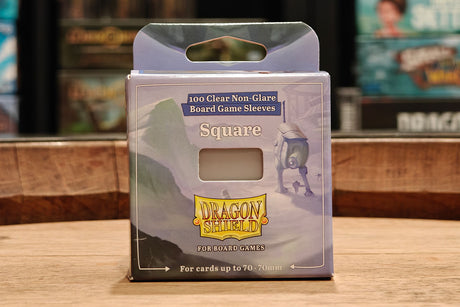 100 Clear Non-Glare
Board Game Sleeves
Square
DRAGON
SHIELD
FOR BOARD GAMES
For cards up to 70×70mm